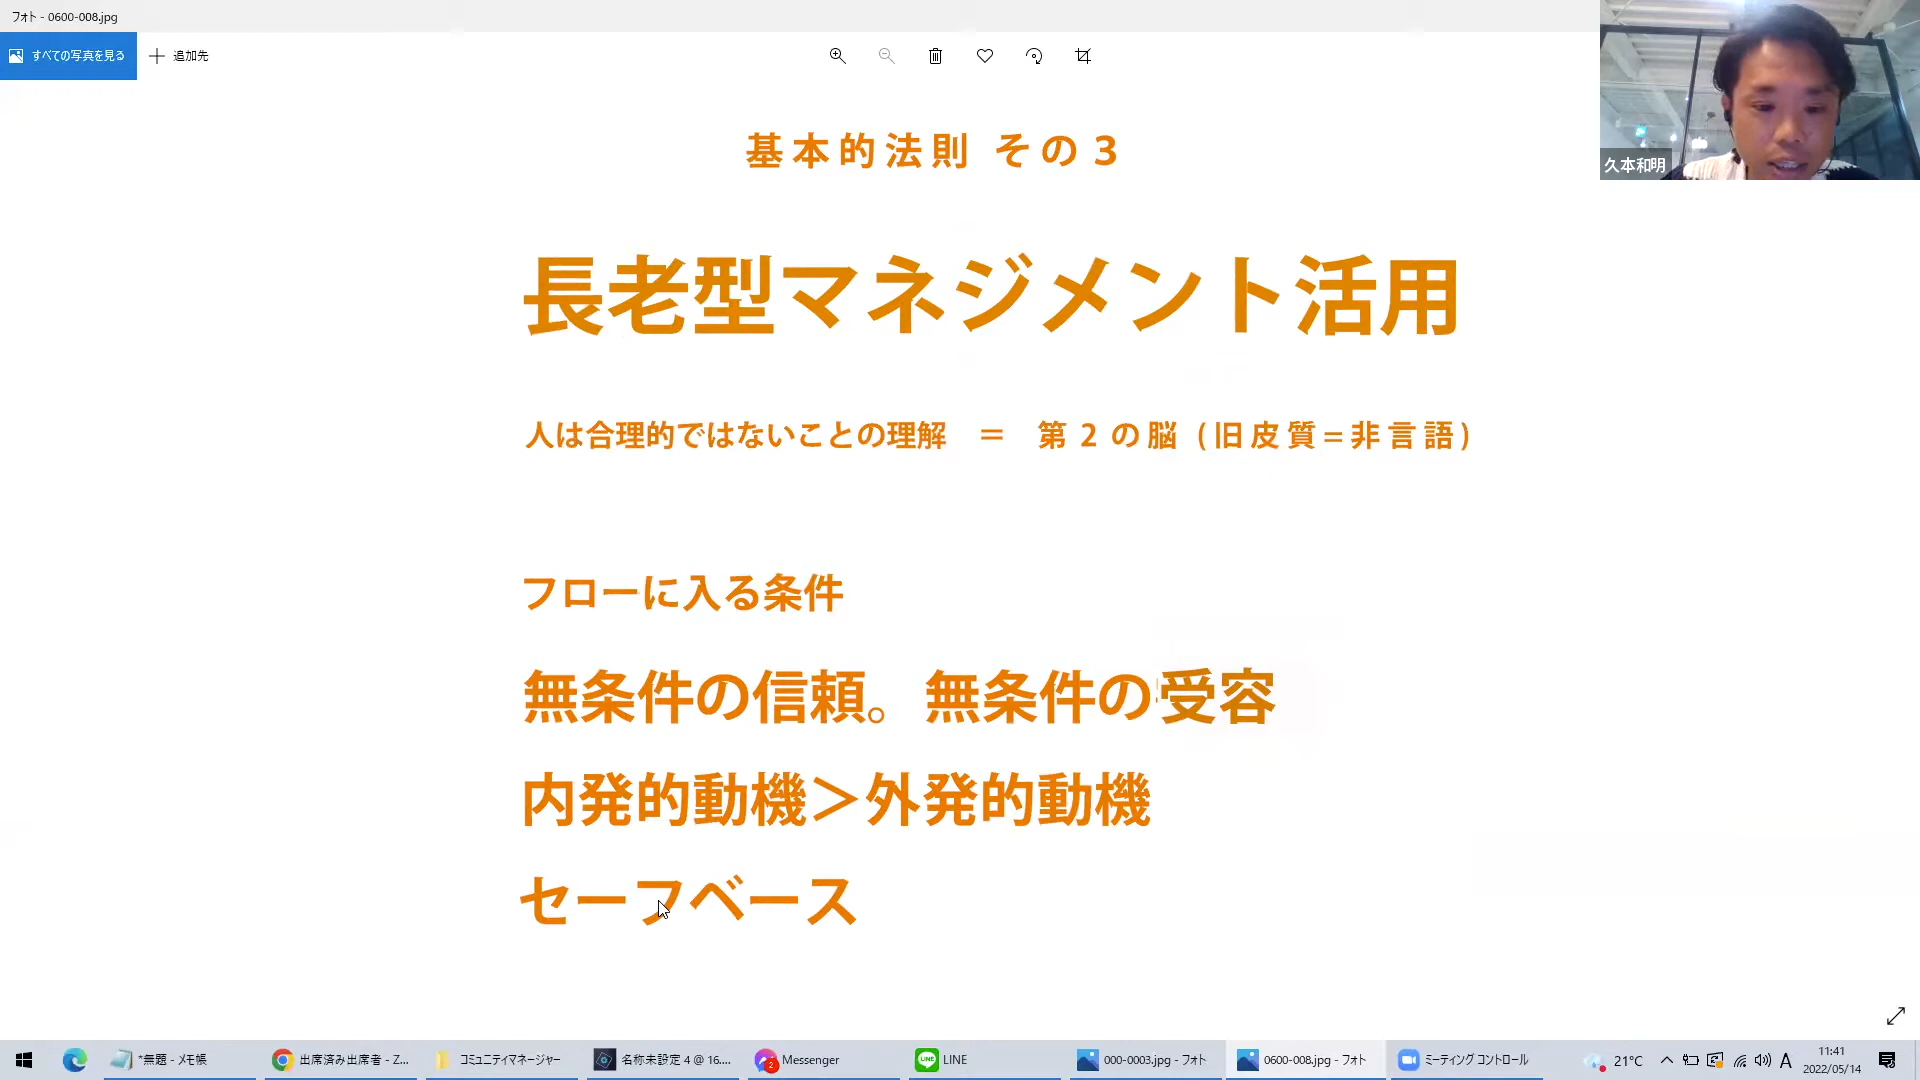 フォト - 0600-008.jpg
すべての写真を見る
追加先
久本和明
基本的法則 その3
長老型マネジメント活用
人は合理的ではないことの理解 = 第2の脳 (旧皮質=非言語)
フローに入る条件
無条件の信頼。無条件の受容
内発的動機＞外発的動機
セーフベース
*無題 - メモ帳
出席済み出席者 - Z...
コミュニティマネージャー
名称未設定 4 @ 16....
2
Messenger
LINE
LINE
000-0003.jpg - フォト
0600-008.jpg - フォト
ミーティング コントロール
21°C
A
11:41
2022/05/14